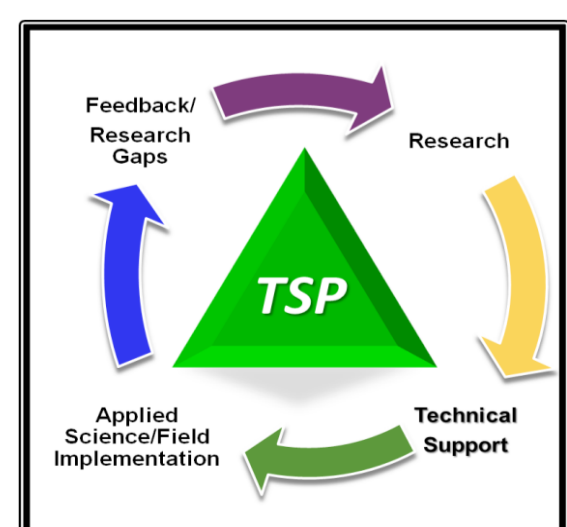 Feedback/
Research
Gaps
Research
TSP
Technical
Support
Applied
Science/Field
Implementation